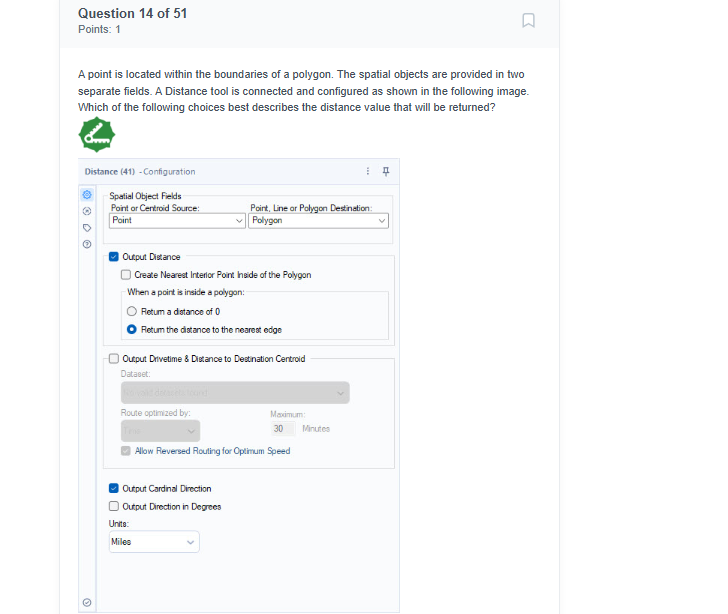 Question 14 of 51
Points: 1
A point is located within the boundaries of a polygon. The spatial objects are provided in two
separate fields. A Distance tool is connected and configured as shown in the following image.
Which of the following choices best describes the distance value that will be returned?
Distance (41) - Configuration
Spatial Object Fields
Point or Centroid Source:
Point, Line or Polygon Destination:
Point
Polygon
Output Distance
Create Nearest Interior Point Inside of the Polygon
When a point is inside a polygon:
Return a distance of 0
Return the distance to the nearest edge
Output Drivetime & Distance to Destination Centroid
Dataset:
Route optimized by:
Maximum:
30 Minutes
Allow Reversed Routing for Optimum Speed
Output Cardinal Direction
Output Direction in Degrees
Units:
Miles